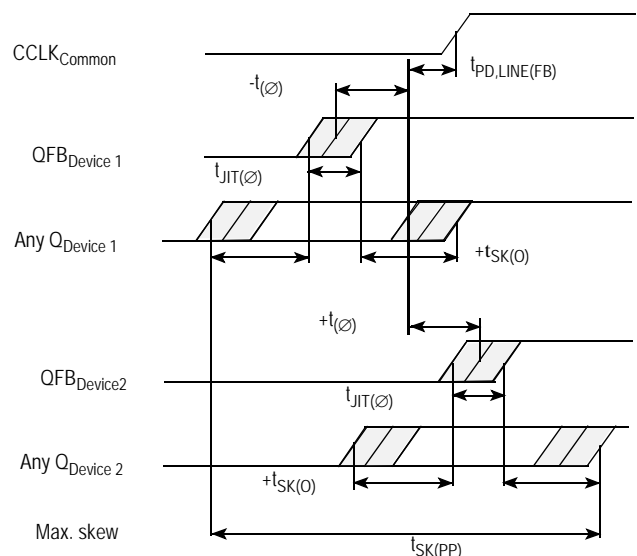 CCLKCommon
tPD,LINE(FB)
-t(∅)
QFBDevice 1
tJIT(∅)
Any QDevice 1
+tSK(O)
+t(∅)
QFBDevice2
tJIT(∅)
Any QDevice 2
+tSK(O)
Max. skew
tSK(PP)